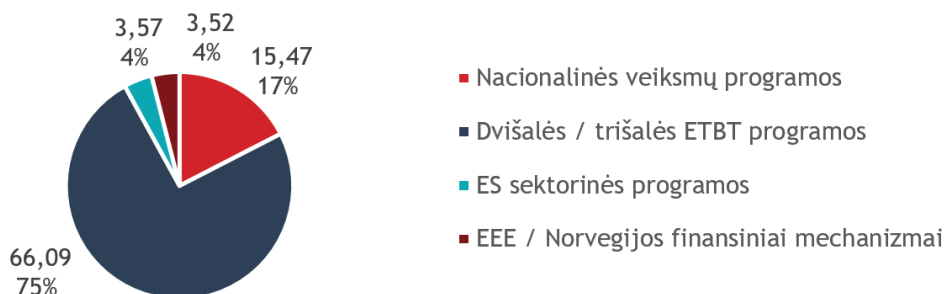 3,57
4%
3,52
4%
15,47
17%
66,09
75%
Nacionalinės veiksmų programos
Dvišalės / trišalės ETBT programos
ES sektorinės programos
EEE / Norvegijos finansiniai mechanizmai